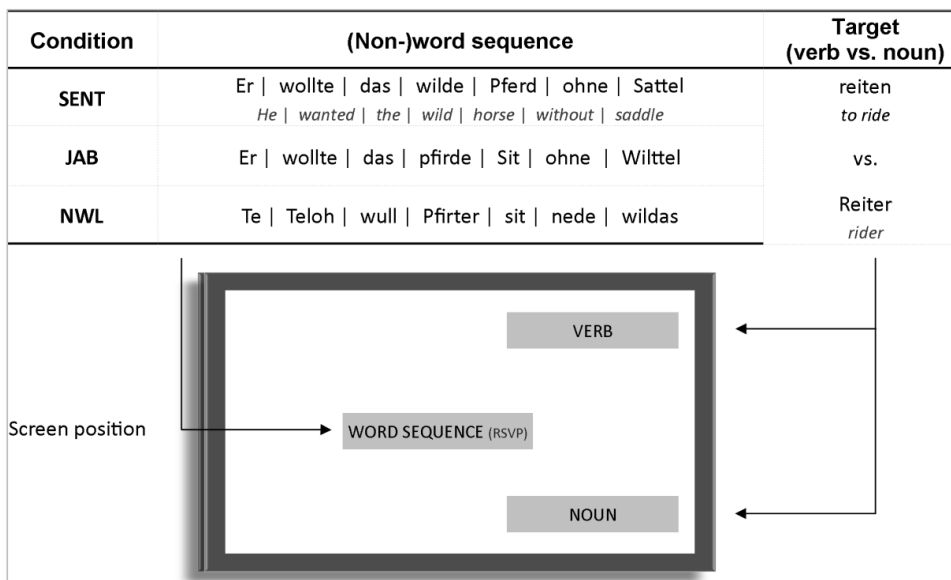 Condition (Non-)word sequence Target
(verb vs. noun)
SENT Er | wollte | das | wilde | Pferd | ohne | Sattel reiten
He | wanted | the | wild | horse | without | saddle to ride
JAB Er | wollte | das | pfirde | Sit | ohne | Wilttel vs.
NWL Te | Teloh | wull | Pfirter | sit | nede | wildas Reiter
rider
VERB
Screen position WORD SEQUENCE (RSVP)
NOUN